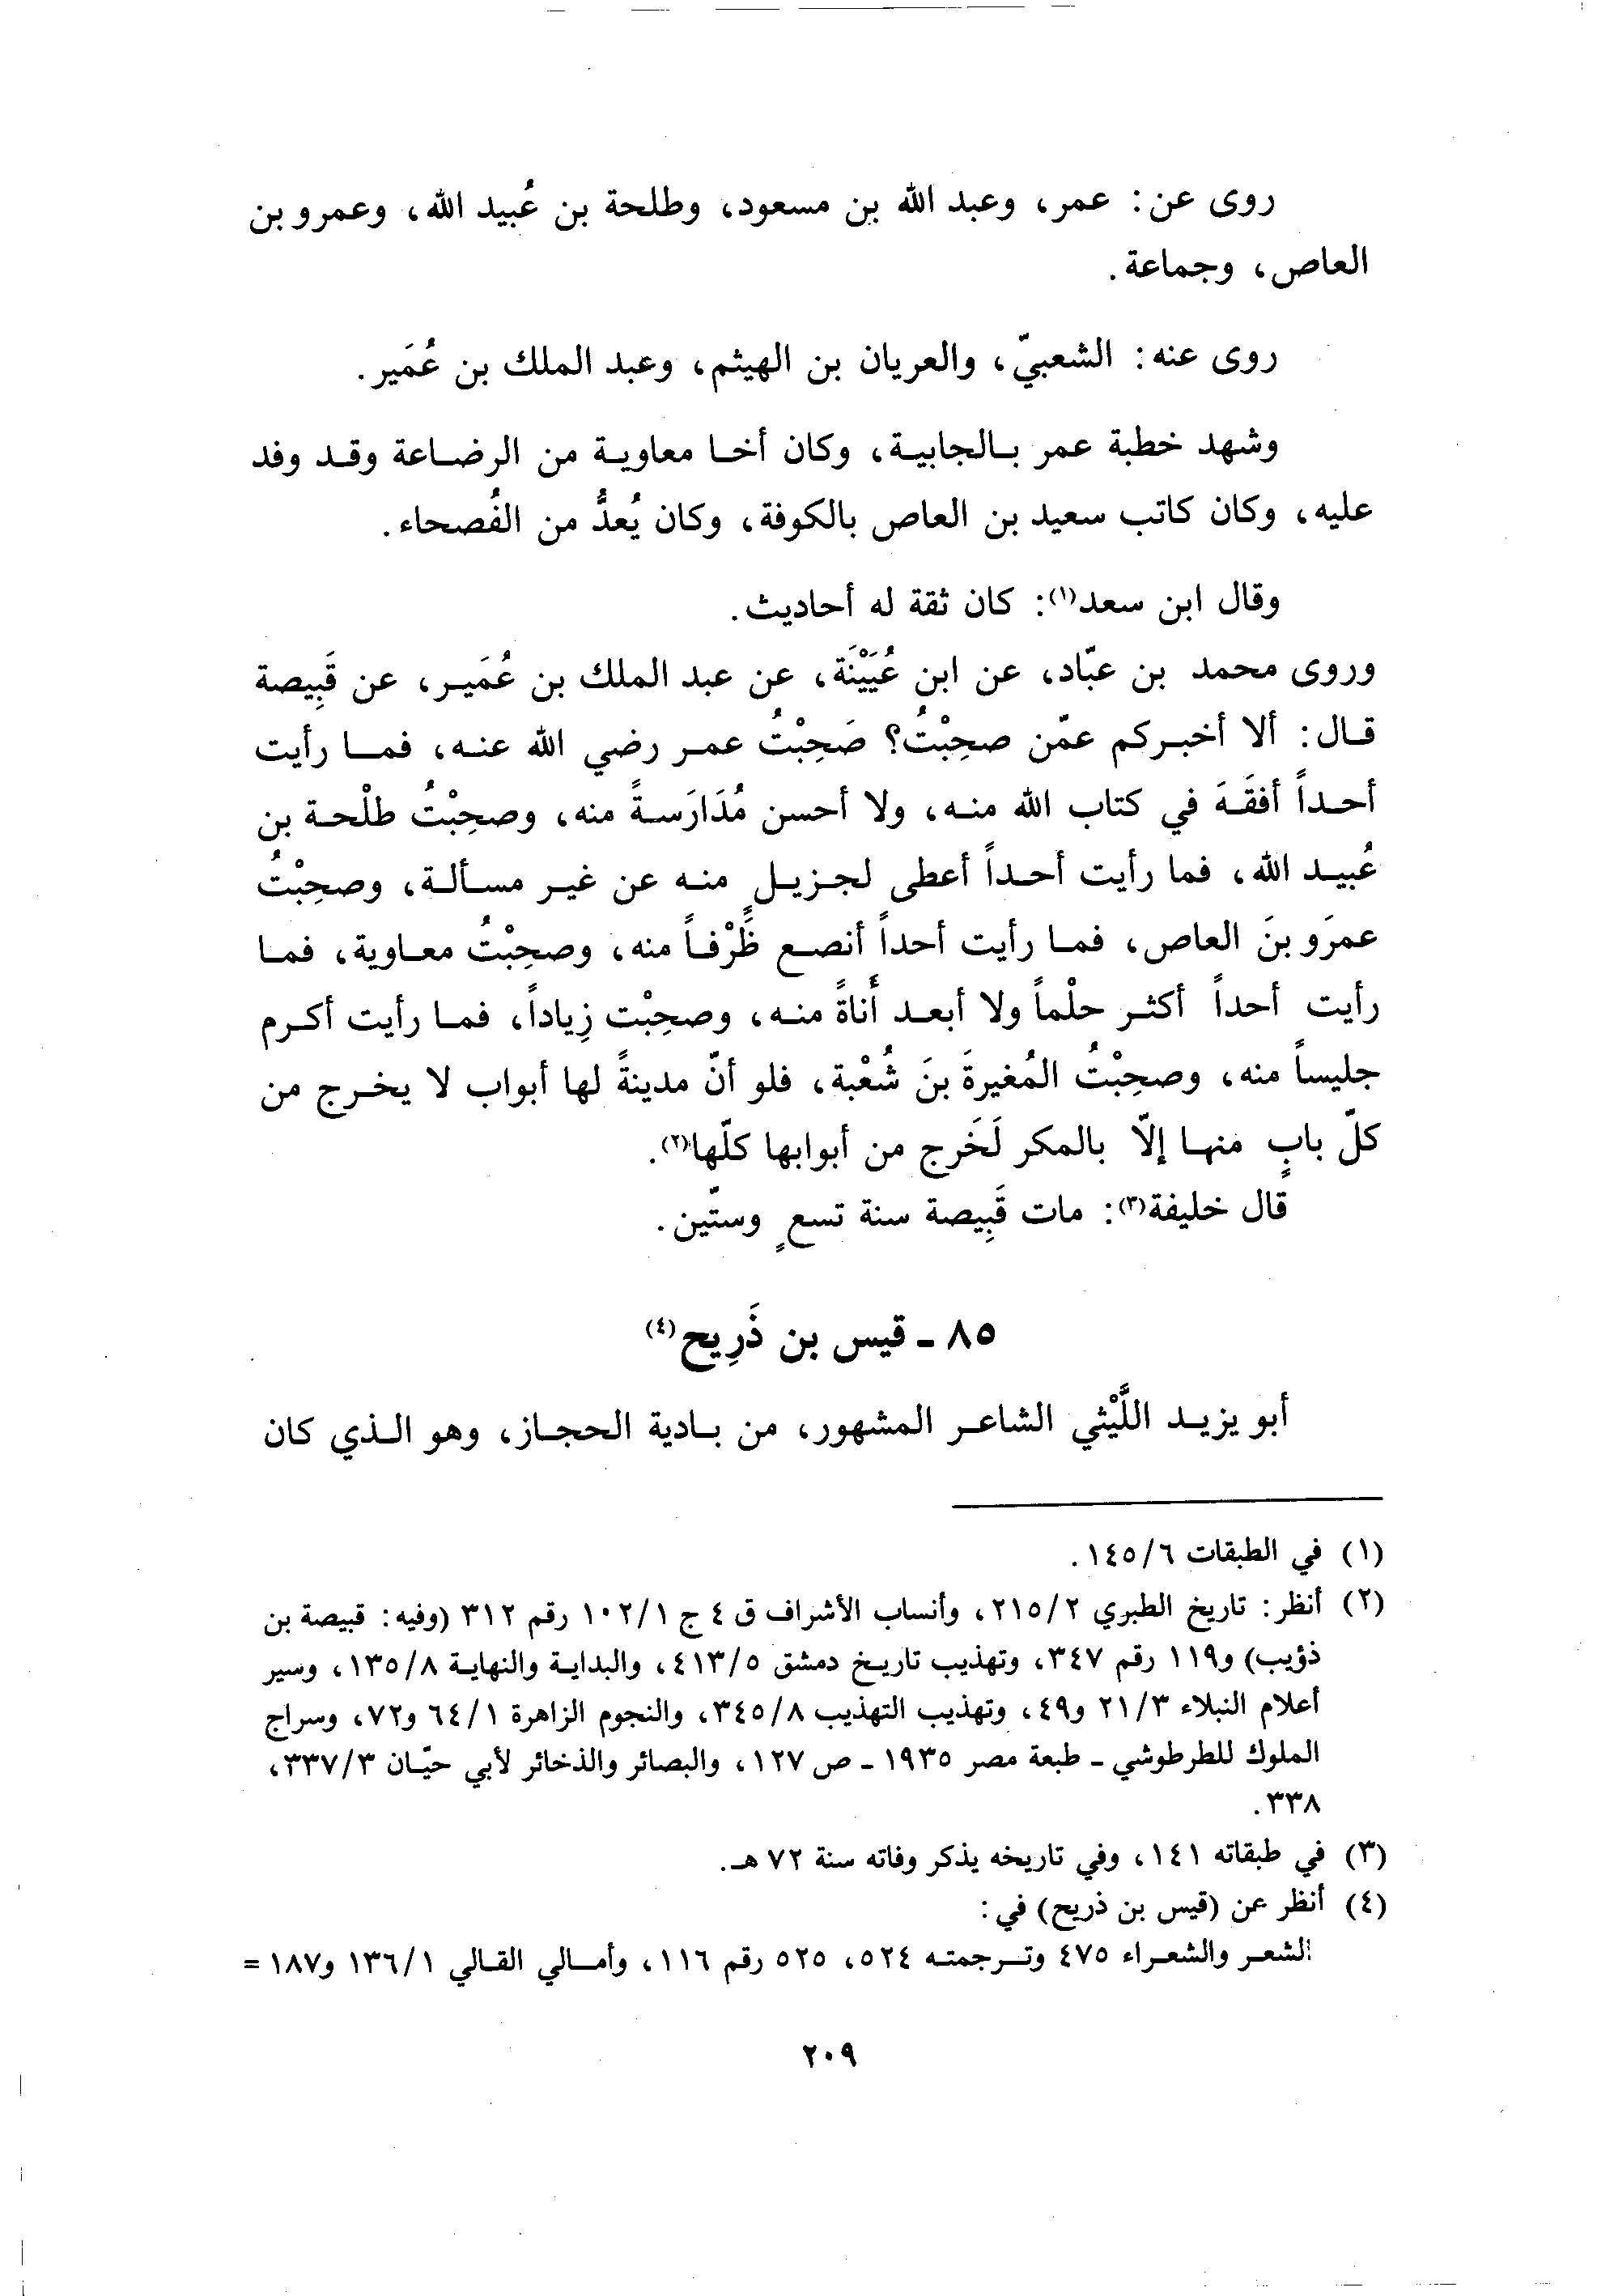 روى عن: عمر، وعبد الله بن مسعود، وطلحة بن عُبيد الله، وعمرو بن
العاص، وجماعة.
روى عنه: الشعبيّ، والعريان بن الهيثم، وعبد الملك بن عُمَير.
وشهد خطبة عمر بالجابية، وكان أخا معاوية من الرضاعة وقد وفد
عليه، وكان كاتب سعيد بن العاص بالكوفة، وكان يُعدُّ من الفُصحاء.
وقال ابن سعد(١): كان ثقة له أحاديث.
وروى محمد بن عبّاد، عن ابن عُيَيْنَة، عن عبد الملك بن عُمَير، عن قَبِيصة
قال: ألا أخبركم عمّن صحِبْتُ؟ صَحِبْتُ عمر رضي الله عنه، فما رأيت
أحداً أفقَهَ في كتاب الله منه، ولا أحسن مُدَارَسةً منه، وصحِبْتُ طلْحة بن
عُبيد الله، فما رأيت أحداً أعطى لجزيلٍ منه عن غير مسألة، وصحِبْتُ
عمرَو بنَ العاص، فما رأيت أحداً أنصع ظَرْفاً منه، وصحِبْتُ معاوية، فما
رأيت أحداً أكثر حلْماً ولا أبعد أناةً منه، وصحِبْت زِياداً، فما رأيت أكرم
جليساً منه، وصحِبْتُ المُغيرةَ بنَ شُعْبة، فلو أنّ مدينةً لها أبواب لا يخرج من
كلّ بابٍ منها إلّا بالمكر لَخَرج من أبوابها كلّها(٢).
قال خليفة(٣): مات قَبِيصة سنة تسعٍ وستّين.
٨٥ ـ قيس بن ذَرِيح(٤)
أبو يزيد اللَّيْثي الشاعر المشهور، من بادية الحجاز، وهو الذي كان
(١) في الطبقات ١٤٥/٦.
(٢) أنظر: تاريخ الطبري ٢١٥/٢، وأنساب الأشراف ق ٤ ج ١٠٢/١ رقم ٣١٢ (وفيه: قبيصة بن
ذؤيب) و١١٩ رقم ٣٤٧، وتهذيب تاريخ دمشق ٤١٣/٥، والبداية والنهاية ١٣٥/٨، وسير
أعلام النبلاء ٢١/٣ و٤٩، وتهذيب التهذيب ٣٤٥/٨، والنجوم الزاهرة ٦٤/١ و٧٢، وسراج
الملوك للطرطوشي ـ طبعة مصر ١٩٣٥ ـ ص ١٢٧، والبصائر والذخائر لأبي حيّان ٣٣٧/٣،
٣٣٨.
(٣) في طبقاته ١٤١، وفي تاريخه يذكر وفاته سنة ٧٢ هـ.
(٤) أنظر عن (قيس بن ذريح) في:
الشعر والشعراء ٤٧٥ وترجمته ٥٢٤، ٥٢٥ رقم ١١٦، وأمالي القالي ١٣٦/١ و١٨٧ =
٢٠٩